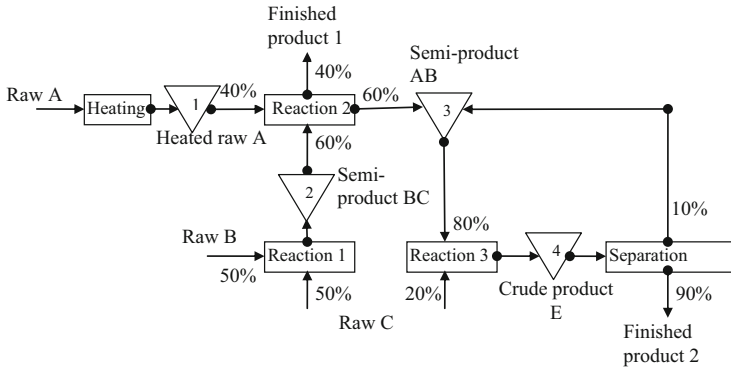 Finished
product 1
Semi-product
AB
40%
40%
60%
Raw A
Heating
1
Reaction 2
3
Heated raw A
60%
Semi-
product BC
2
Raw B
80%
10%
Reaction 1
Reaction 3
4
Separation
50%
50%
20%
Crude product
E
90%
Raw C
Finished
product 2